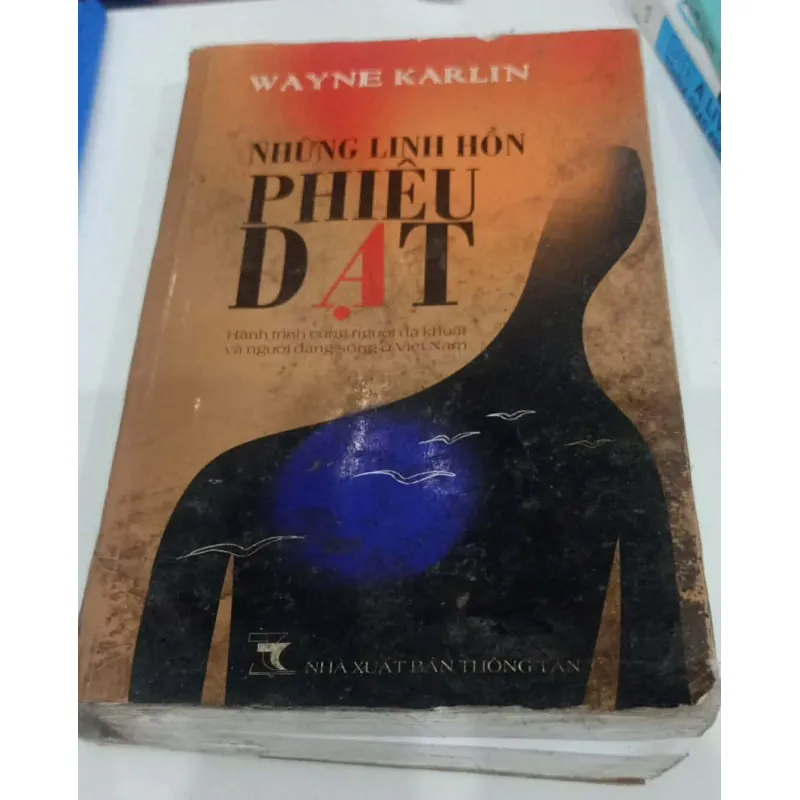 WAYNE KARLIN
NHỮNG LINH HỒN
PHIÊU
DẠT
Hành trình cùng người đã khuất
và người đang sống ở Việt Nam
NHÀ XUẤT BẢN THÔNG TẤN